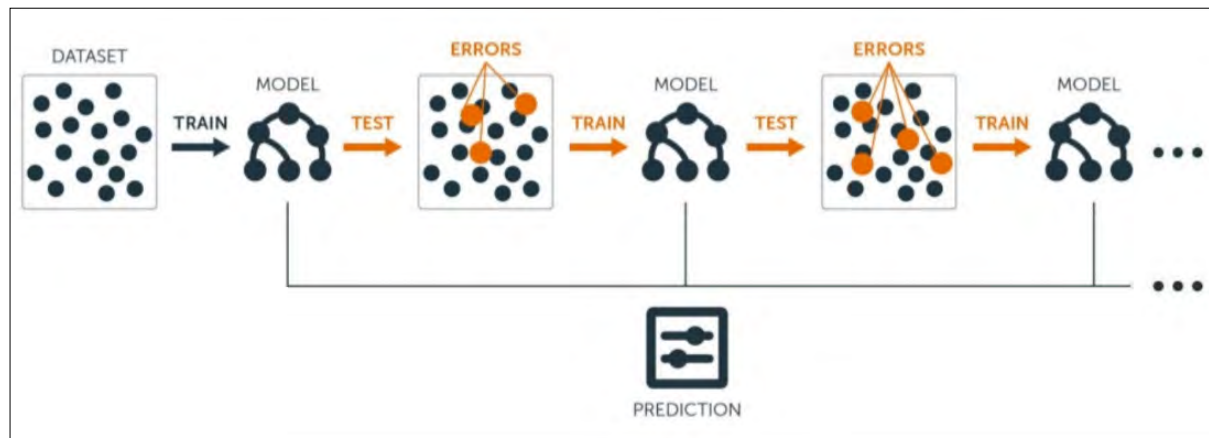 DATASET
MODEL
ERRORS
MODEL
ERRORS
MODEL
TRAIN
TEST
TRAIN
TEST
TRAIN
PREDICTION